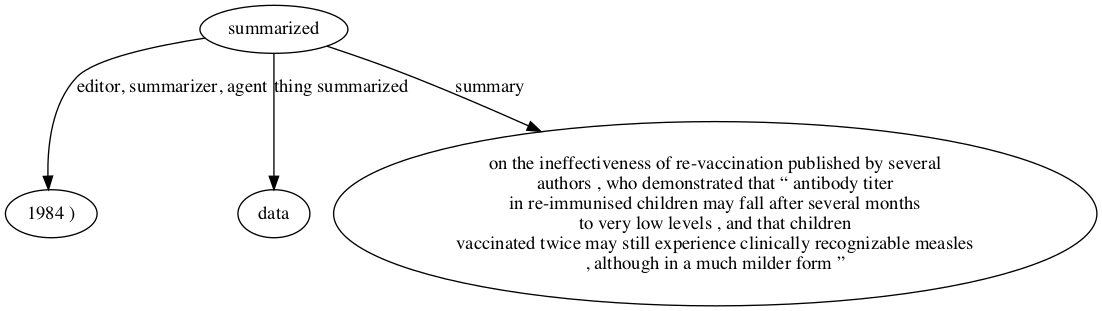 summarized
editor, summarizer, agent
thing summarized
summary
1984 )
data
on the ineffectiveness of re-vaccination published by several
authors , who demonstrated that “ antibody titer
in re-immunised children may fall after several months
to very low levels , and that children
vaccinated twice may still experience clinically recognizable measles
, although in a much milder form ”